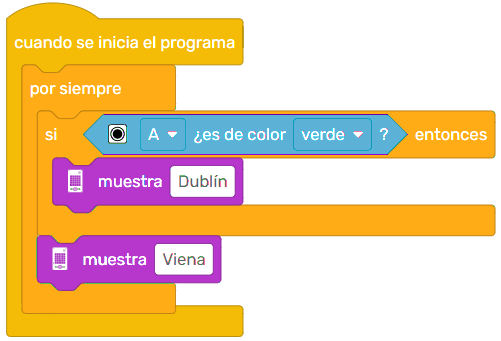 cuando se inicia el programa
por siempre
si A ¿es de color verde ? entonces
muestra Dublín
muestra Viena